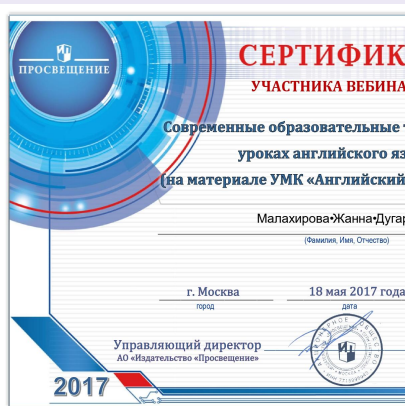 ПРОСВЕЩЕНИЕ
СЕРТИФИК
УЧАСТНИКА ВЕБИНА
Современные образовательные
уроках английского яз
(на материале УМК «Английский
Малахирова•Жанна•Дугар
(Фамилия, Имя, Отчество)
г. Москва 18 мая 2017 года
город дата
Управляющий директор
АО «Издательство «Просвещение»
2017